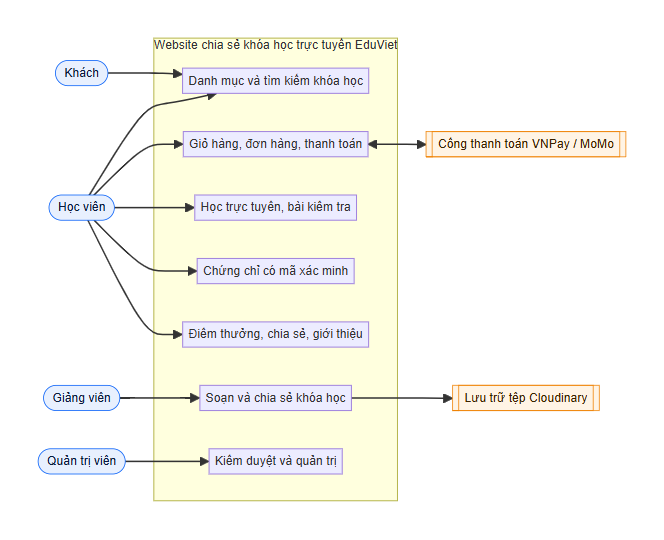 Website chia sẻ khóa học trực tuyến EduViet
Khách
Danh mục và tìm kiếm khóa học
Giỏ hàng, đơn hàng, thanh toán
Cổng thanh toán VNPay / MoMo
Học viên
Học trực tuyến, bài kiểm tra
Chứng chỉ có mã xác minh
Điểm thưởng, chia sẻ, giới thiệu
Giảng viên
Soạn và chia sẻ khóa học
Lưu trữ tệp Cloudinary
Quản trị viên
Kiểm duyệt và quản trị